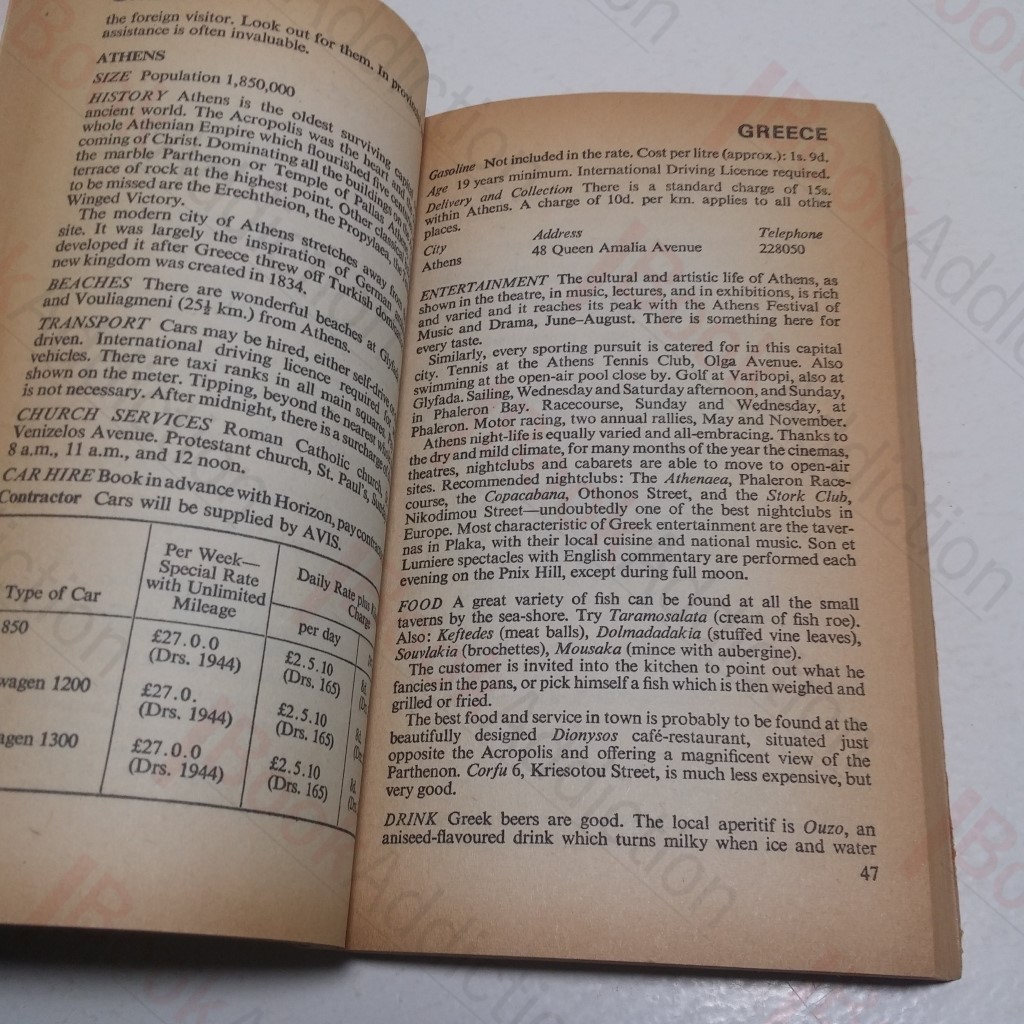 the foreign visitor. Look out for them. In
assistance is often invaluable.
ATHENS
SIZE Population 1,850,000
HISTORY Athens is the oldest surviving
ancient world. The Acropolis was the heart and
whole Athenian Empire which flourished five
coming of Christ. Dominating all the buildings on
the marble Parthenon or Temple of Pallas
terrace of rock at the highest point. Other classical
to be missed are the Erechtheion, the Propylaea, the
Winged Victory.
The modern city of Athens stretches away from
site. It was largely the inspiration of German
developed it after Greece threw off Turkish
new kingdom was created in 1834.
BEACHES There are wonderful beaches at
and Vouliagmeni (25½ km.) from Athens.
TRANSPORT Cars may be hired, either self-drive
driven. International driving licence required for
vehicles. There are taxi ranks in all main squares.
shown on the meter. Tipping, beyond the nearest
is not necessary. After midnight, there is a surcharge of
CHURCH SERVICES Roman Catholic church,
Venizelos Avenue. Protestant church, St. Paul's,
8 a.m., 11 a.m., and 12 noon.
CAR HIRE Book in advance with Horizon, pay
Contractor Cars will be supplied by AVIS.
Type of Car
Per Week—
Special Rate
with Unlimited
Mileage
Daily Rate plus
Charge
per day
850
£27.0.0
(Drs. 1944)
£2.5.10
(Drs. 165)
wagen 1200
£27.0.
(Drs. 1944)
£2.5.10
(Drs. 165)
agen 1300
£27.0.0
(Drs. 1944)
£2.5.10
(Drs. 165)
GREECE
Gasoline Not included in the rate. Cost per litre (approx.): 1s. 9d.
Age 19 years minimum. International Driving Licence required.
Delivery and Collection There is a standard charge of 15s.
within Athens. A charge of 10d. per km. applies to all other
places.
City Address Telephone
Athens 48 Queen Amalia Avenue 228050
ENTERTAINMENT The cultural and artistic life of Athens, as
shown in the theatre, in music, lectures, and in exhibitions, is rich
and varied and it reaches its peak with the Athens Festival of
Music and Drama, June–August. There is something here for
every taste.
Similarly, every sporting pursuit is catered for in this capital
city. Tennis at the Athens Tennis Club, Olga Avenue. Also
swimming at the open-air pool close by. Golf at Varibopi, also at
Glyfada. Sailing, Wednesday and Saturday afternoon, and Sunday,
in Phaleron Bay. Racecourse, Sunday and Wednesday, at
Phaleron. Motor racing, two annual rallies, May and November.
Athens night-life is equally varied and all-embracing. Thanks to
the dry and mild climate, for many months of the year the cinemas,
theatres, nightclubs and cabarets are able to move to open-air
sites. Recommended nightclubs: The Athenaea, Phaleron Race-
course, the Copacabana, Othonos Street, and the Stork Club,
Nikodimou Street—undoubtedly one of the best nightclubs in
Europe. Most characteristic of Greek entertainment are the taver-
nas in Plaka, with their local cuisine and national music. Son et
Lumiere spectacles with English commentary are performed each
evening on the Pnix Hill, except during full moon.
FOOD A great variety of fish can be found at all the small
taverns by the sea-shore. Try Taramosalata (cream of fish roe).
Also: Keftedes (meat balls), Dolmadadakia (stuffed vine leaves),
Souvlakia (brochettes), Mousaka (mince with aubergine).
The customer is invited into the kitchen to point out what he
fancies in the pans, or pick himself a fish which is then weighed and
grilled or fried.
The best food and service in town is probably to be found at the
beautifully designed Dionysos café-restaurant, situated just
opposite the Acropolis and offering a magnificent view of the
Parthenon. Corfu 6, Kriesotou Street, is much less expensive, but
very good.
DRINK Greek beers are good. The local aperitif is Ouzo, an
aniseed-flavoured drink which turns milky when ice and water
47